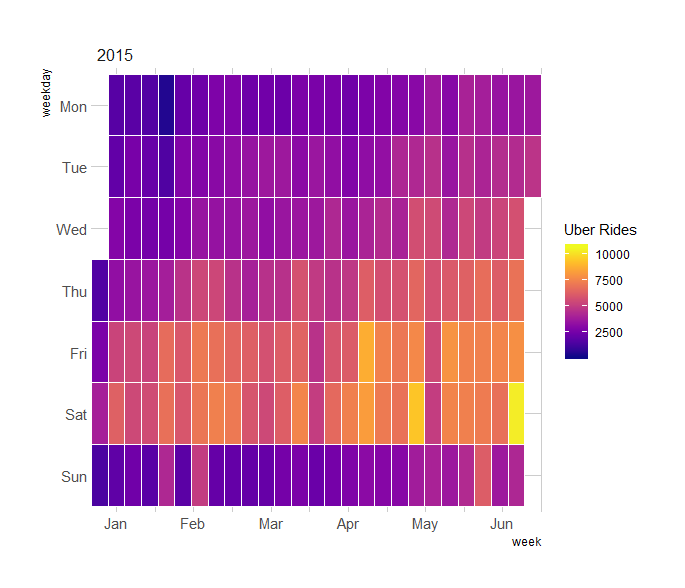 2015
weekday
Mon
Tue
Wed
Thu
Fri
Sat
Sun
Jan Feb Mar Apr May Jun
week
Uber Rides
10000
7500
5000
2500